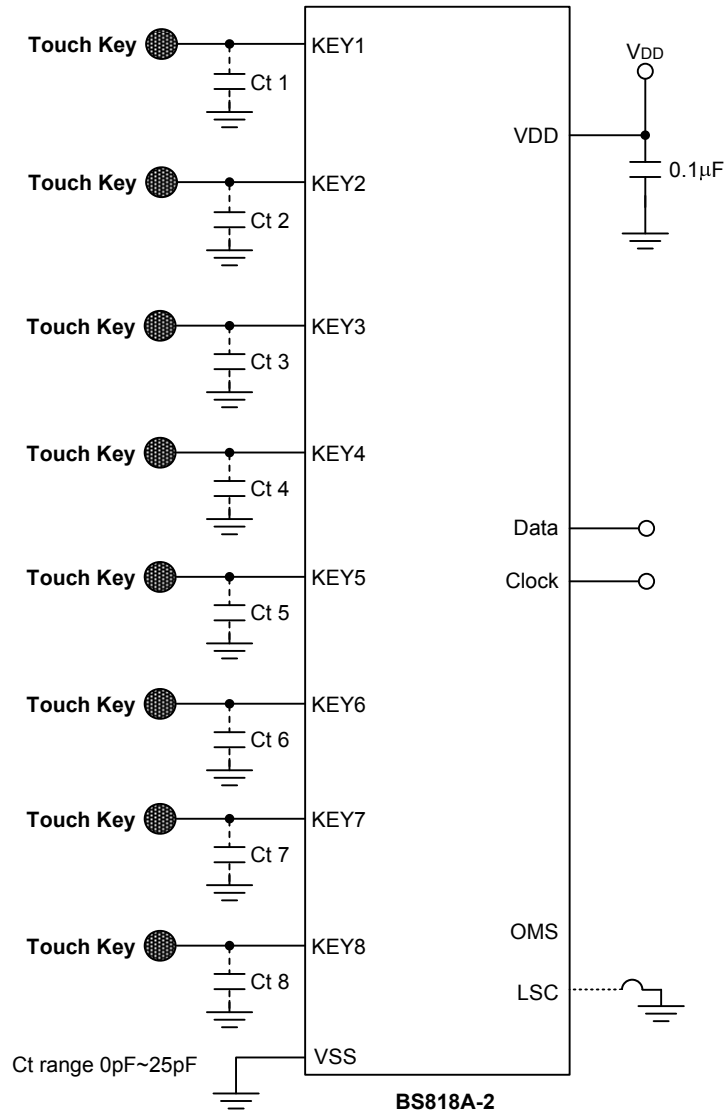 Touch Key
KEY1
Ct 1
VDD
VDD
0.1μF
Touch Key
KEY2
Ct 2
Touch Key
KEY3
Ct 3
Touch Key
KEY4
Ct 4
Data
Touch Key
KEY5
Clock
Ct 5
Touch Key
KEY6
Ct 6
Touch Key
KEY7
Ct 7
Touch Key
KEY8
OMS
Ct 8
LSC
Ct range 0pF~25pF
VSS
BS818A-2